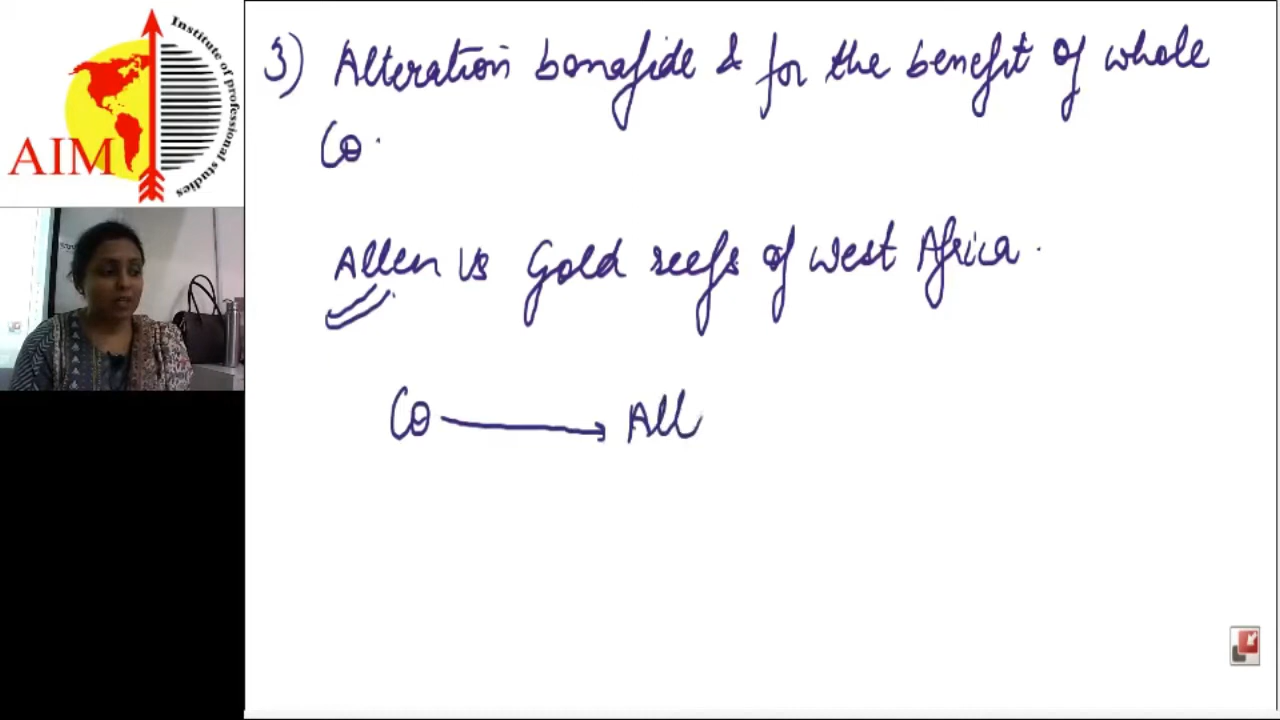 Institute of professional studies
AIM
3) Alteration bonafide & for the benefit of whole
Co.
Allen Vs Gold reefs of West Africa.
Co → All